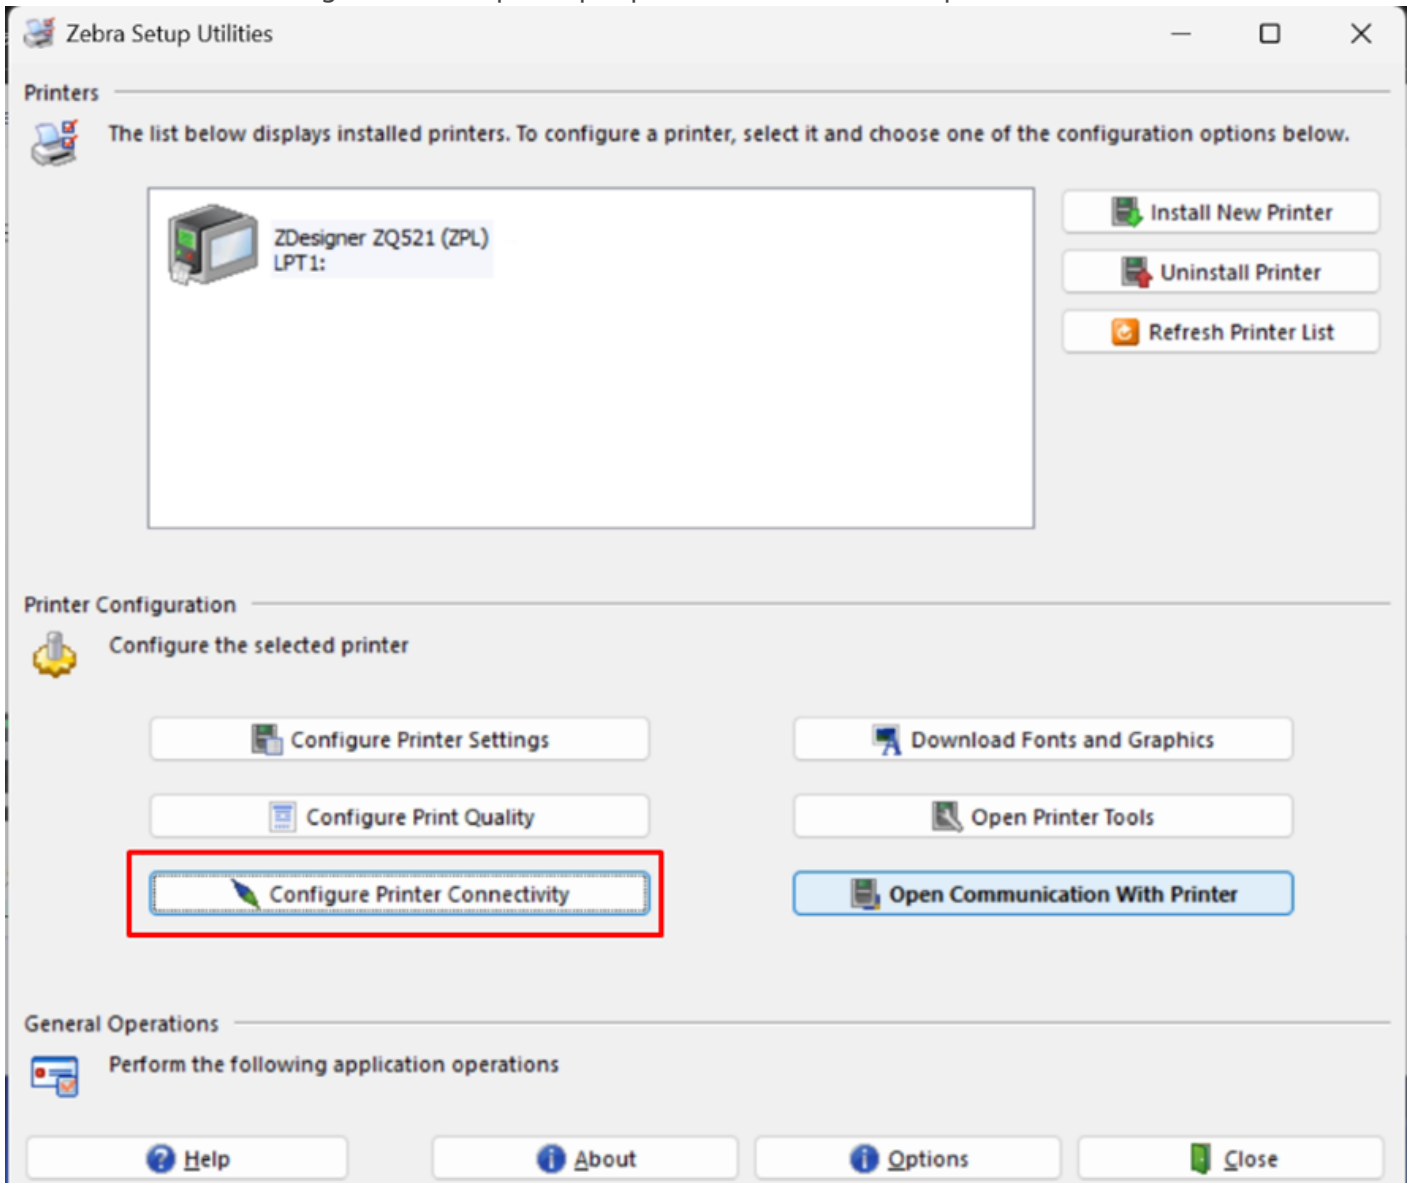 Zebra Setup Utilities
Printers
The list below displays installed printers. To configure a printer, select it and choose one of the configuration options below.
ZDesigner ZQ521 (ZPL)
LPT1:
Install New Printer
Uninstall Printer
Refresh Printer List
Printer Configuration
Configure the selected printer
Configure Printer Settings
Download Fonts and Graphics
Configure Print Quality
Open Printer Tools
Configure Printer Connectivity
Open Communication With Printer
General Operations
Perform the following application operations
Help
About
Options
Close